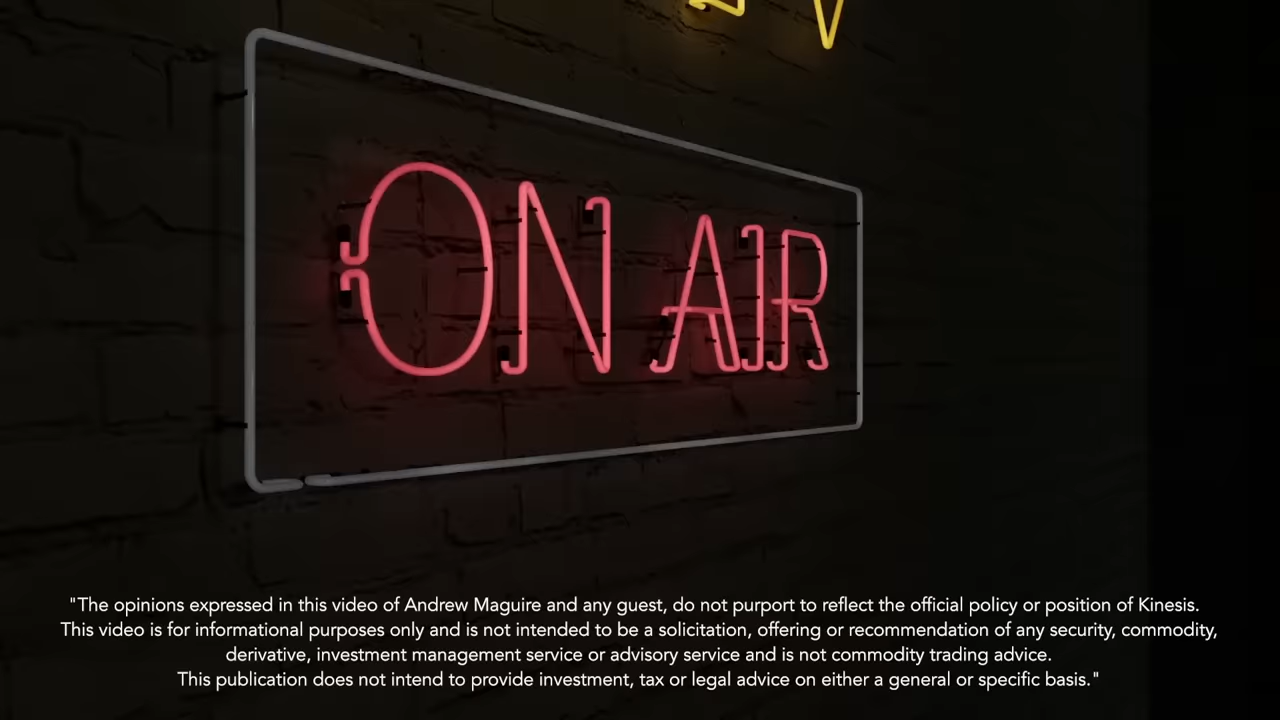 ON AIR
"The opinions expressed in this video of Andrew Maguire and any guest, do not purport to reflect the official policy or position of Kinesis.
This video is for informational purposes only and is not intended to be a solicitation, offering or recommendation of any security, commodity,
derivative, investment management service or advisory service and is not commodity trading advice.
This publication does not intend to provide investment, tax or legal advice on either a general or specific basis."